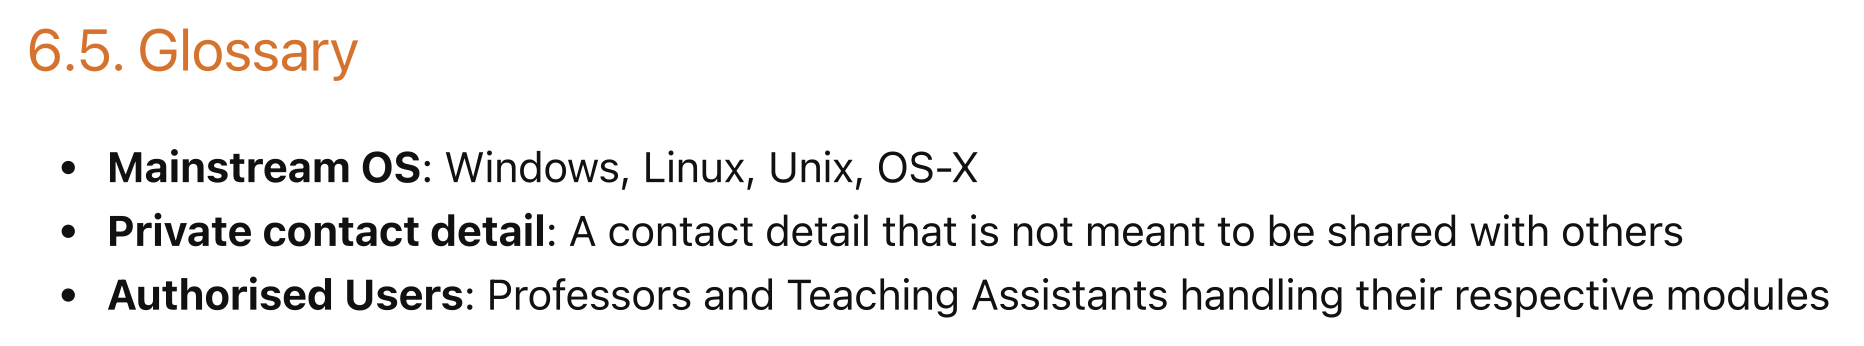 6.5. Glossary
• Mainstream OS: Windows, Linux, Unix, OS-X
• Private contact detail: A contact detail that is not meant to be shared with others
• Authorised Users: Professors and Teaching Assistants handling their respective modules